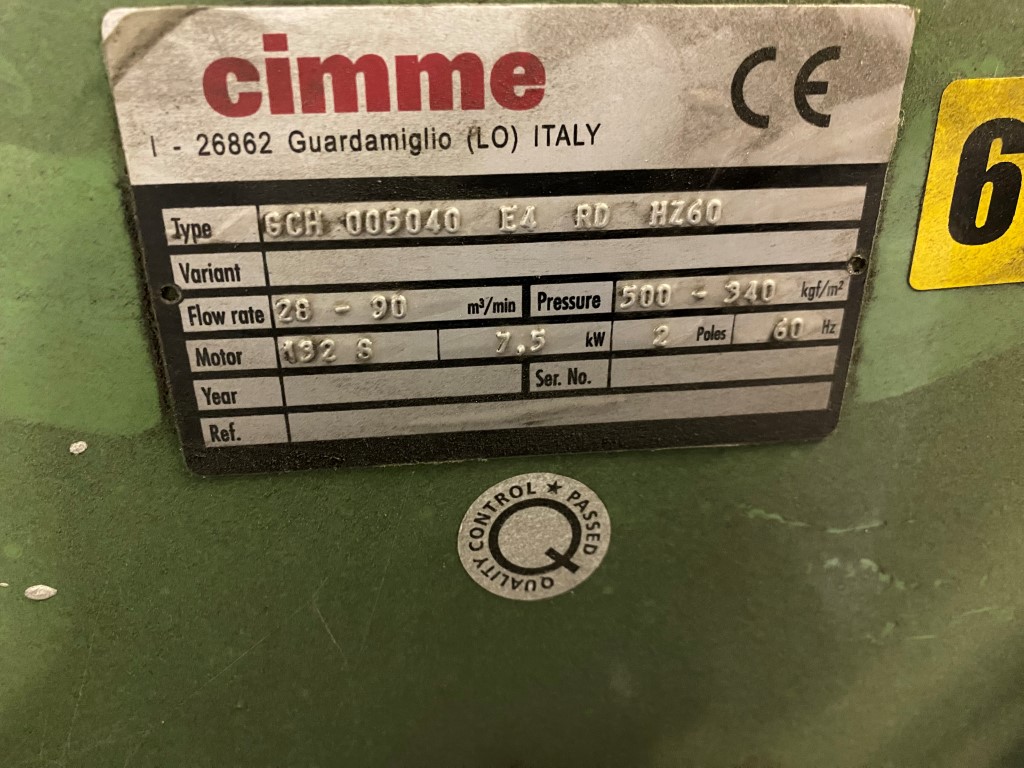 cimme CE
I - 26862 Guardamiglio (LO) ITALY
Type GCH 005040 E4 RD HZ60
Variant
Flow rate 28 - 90 m³/min Pressure 500 - 340 kgf/m²
Motor 132 S 7,5 kW 2 Poles 60 Hz
Year Ser. No.
Ref.
6
QUALITY CONTROL ★ PASSED
Q